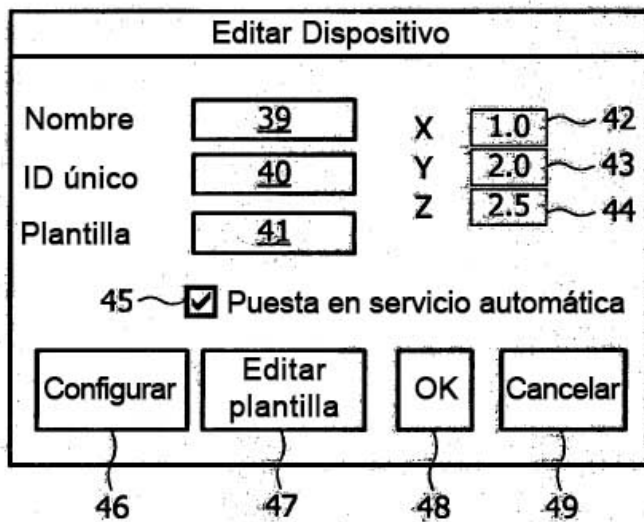 Editar Dispositivo
Nombre 39 X 1.0 42
ID único 40 Y 2.0 43
Plantilla 41 Z 2.5 44
45 Puesta en servicio automática
Configurar Editar plantilla OK Cancelar
46 47 48 49